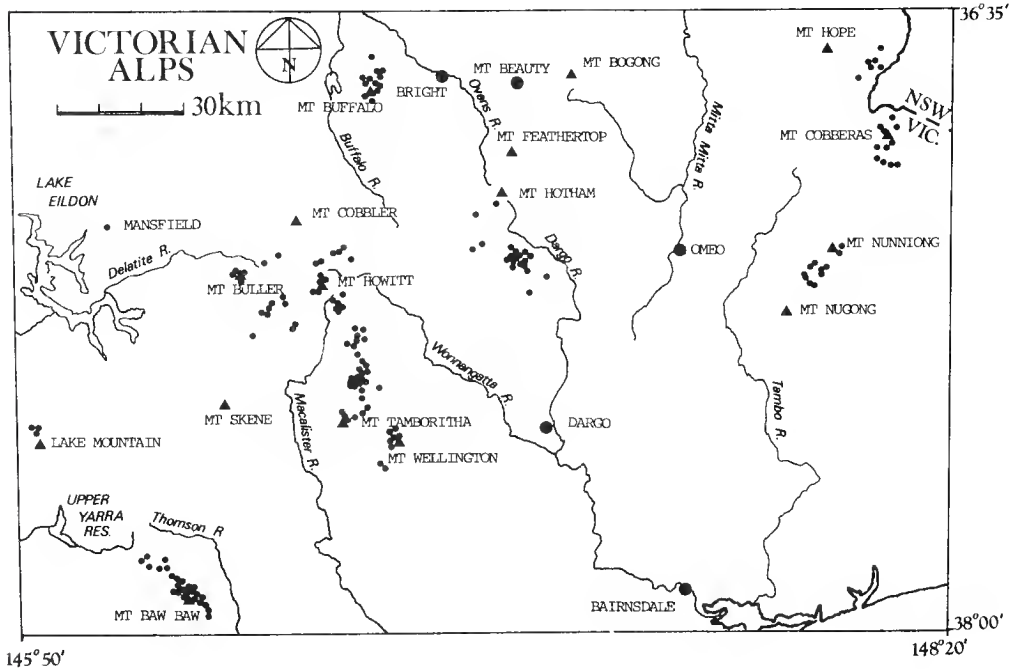 36°35'
VICTORIAN
ALPS
N
30km
MT HOPE
MT BEAUTY
MT BOGONG
BRIGHT
MT BUFFALO
Ovens R.
Mitta Mitta R.
NSW
VIC.
MT COBBERAS
MT FEATHERTOP
Buffalo R.
MT HOTHAM
LAKE
EILDON
MANSFIELD
MT COBBLER
Delatite R.
Dargo R.
OMEO
MT NUNNIONG
MT BULLER
MT HOWITT
MT NUGONG
Wonnangatta R.
MT SKENE
Macalister R.
MT TAMBORITHA
DARGO
Tambo R.
LAKE MOUNTAIN
MT WELLINGTON
UPPER
YARRA
RES.
Thomson R
MT BAW BAW
BAIRNSDALE
38°00'
145°50'
148°20'